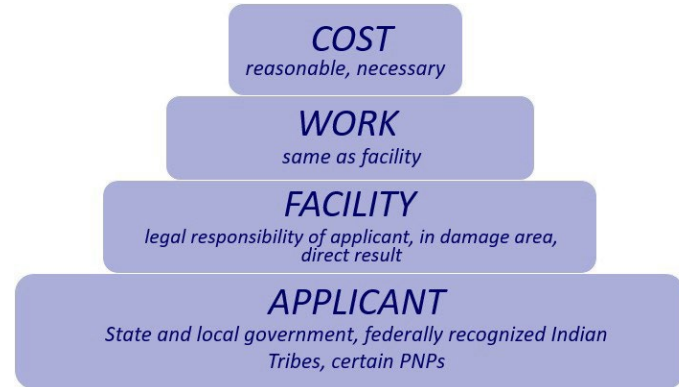 COST
reasonable, necessary
WORK
same as facility
FACILITY
legal responsibility of applicant, in damage area,
direct result
APPLICANT
State and local government, federally recognized Indian
Tribes, certain PNPs